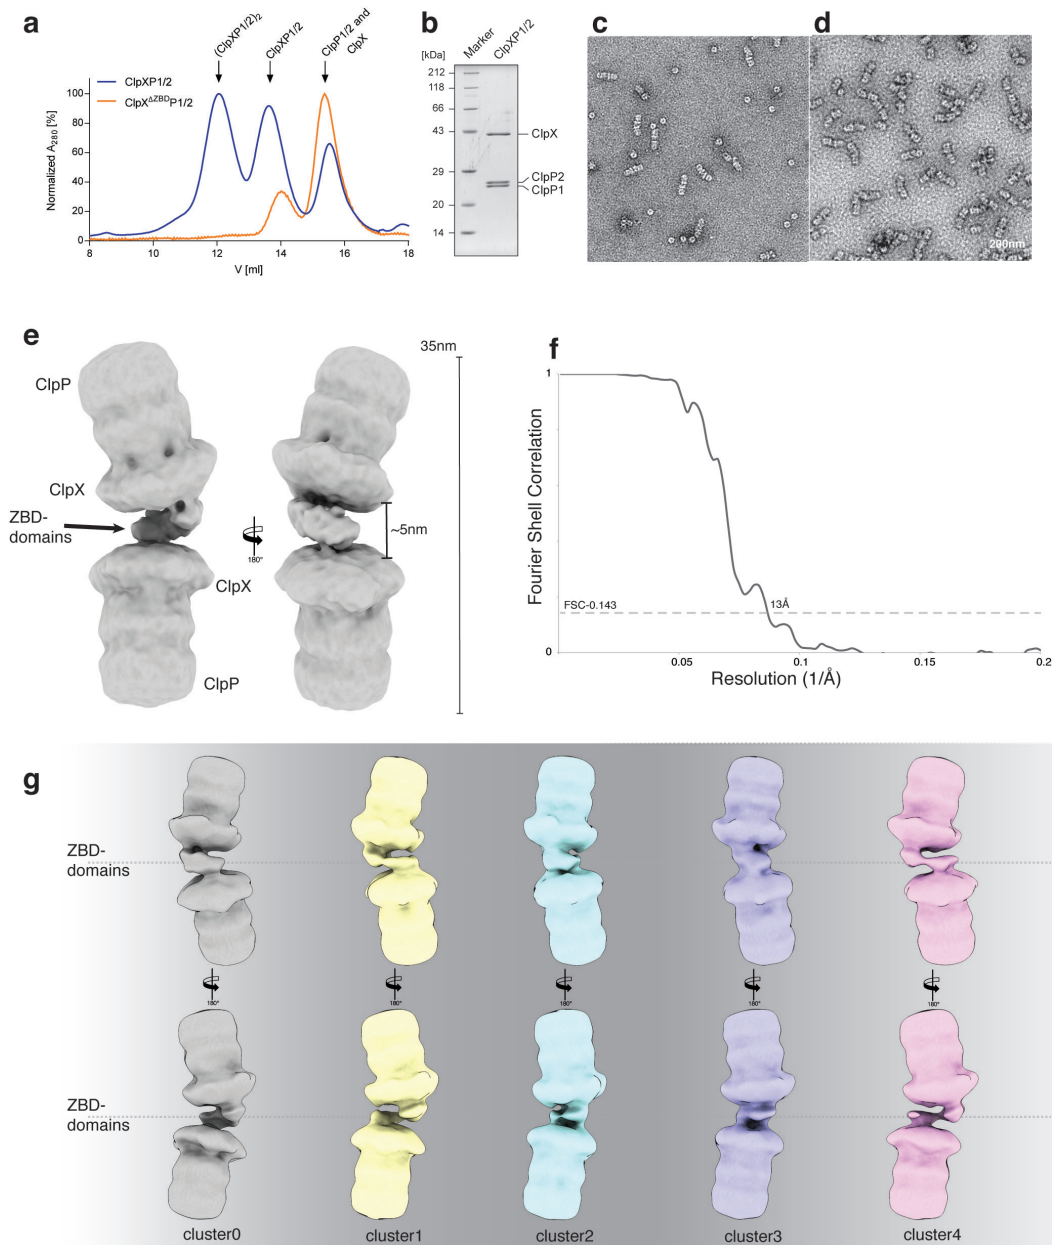 a
(ClpXP1/2)₂
ClpXP1/2
ClpP1/2 and
ClpX
ClpXP1/2
ClpX^ΔZBD P1/2
Normalized A₂₈₀ [%]
100
80
60
40
20
0
8
10
12
14
16
18
V [ml]
b
[kDa]
Marker
ClpXP1/2
212
118
66
43
29
20
14
ClpX
ClpP2
ClpP1
c
d
200nm
e
ClpP
ClpX
ZBD-
domains
ClpX
ClpP
180°
~5nm
35nm
f
Fourier Shell Correlation
1
0
FSC-0.143
13Å
0.05
0.1
0.15
0.2
Resolution (1/Å)
g
ZBD-
domains
180°
180°
180°
180°
180°
ZBD-
domains
cluster0
cluster1
cluster2
cluster3
cluster4